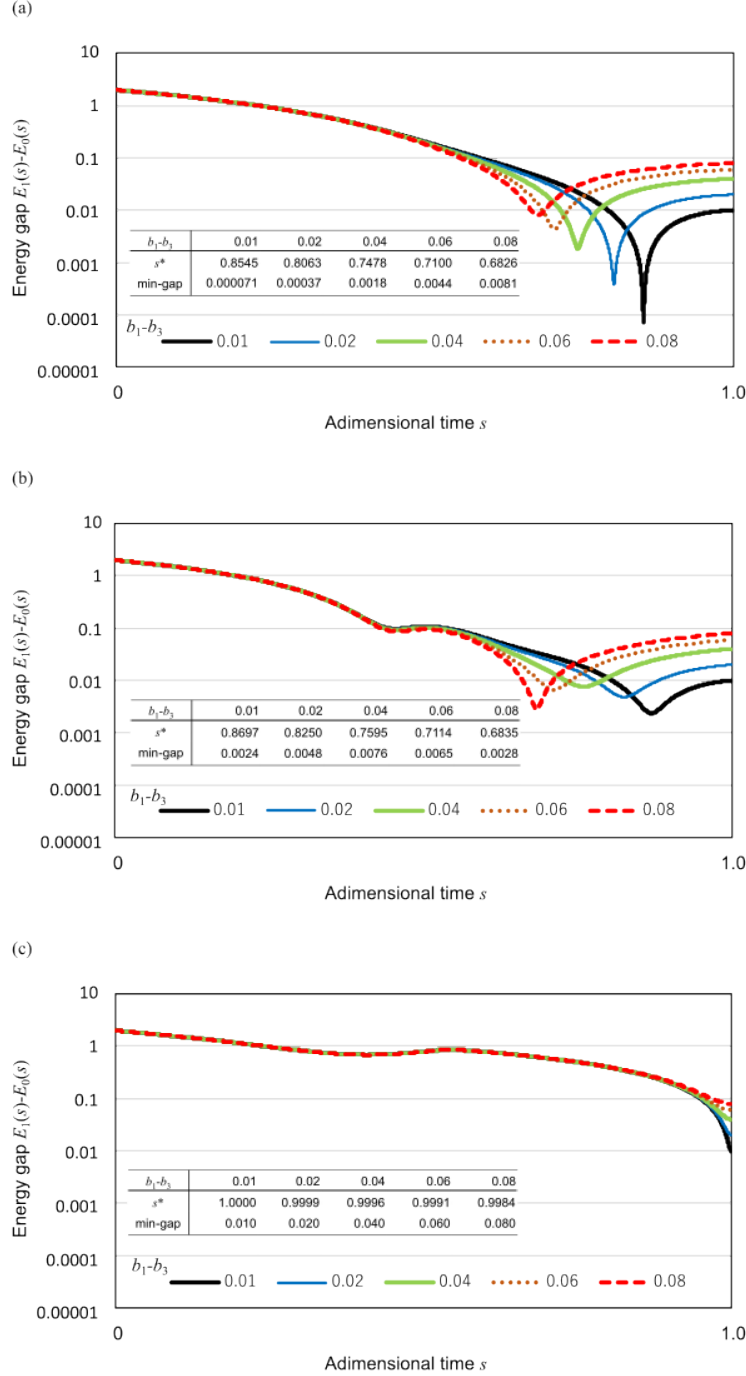 (a)
10
1
0.1
0.01
0.001
0.0001
0.00001
Energy gap E1(s)-E0(s)
b1-b3 0.01 0.02 0.04 0.06 0.08
s* 0.8545 0.8063 0.7478 0.7100 0.6826
min-gap 0.000071 0.00037 0.0018 0.0044 0.0081
b1-b3
0.01 0.02 0.04 0.06 0.08
0 1.0
Adimensional time s
(b)
10
1
0.1
0.01
0.001
0.0001
0.00001
Energy gap E1(s)-E0(s)
b1-b3 0.01 0.02 0.04 0.06 0.08
s* 0.8697 0.8250 0.7595 0.7114 0.6835
min-gap 0.0024 0.0048 0.0076 0.0065 0.0028
b1-b3
0.01 0.02 0.04 0.06 0.08
0 1.0
Adimensional time s
(c)
10
1
0.1
0.01
0.001
0.0001
0.00001
Energy gap E1(s)-E0(s)
b1-b3 0.01 0.02 0.04 0.06 0.08
s* 1.0000 0.9999 0.9996 0.9991 0.9984
min-gap 0.010 0.020 0.040 0.060 0.080
b1-b3
0.01 0.02 0.04 0.06 0.08
0 1.0
Adimensional time s